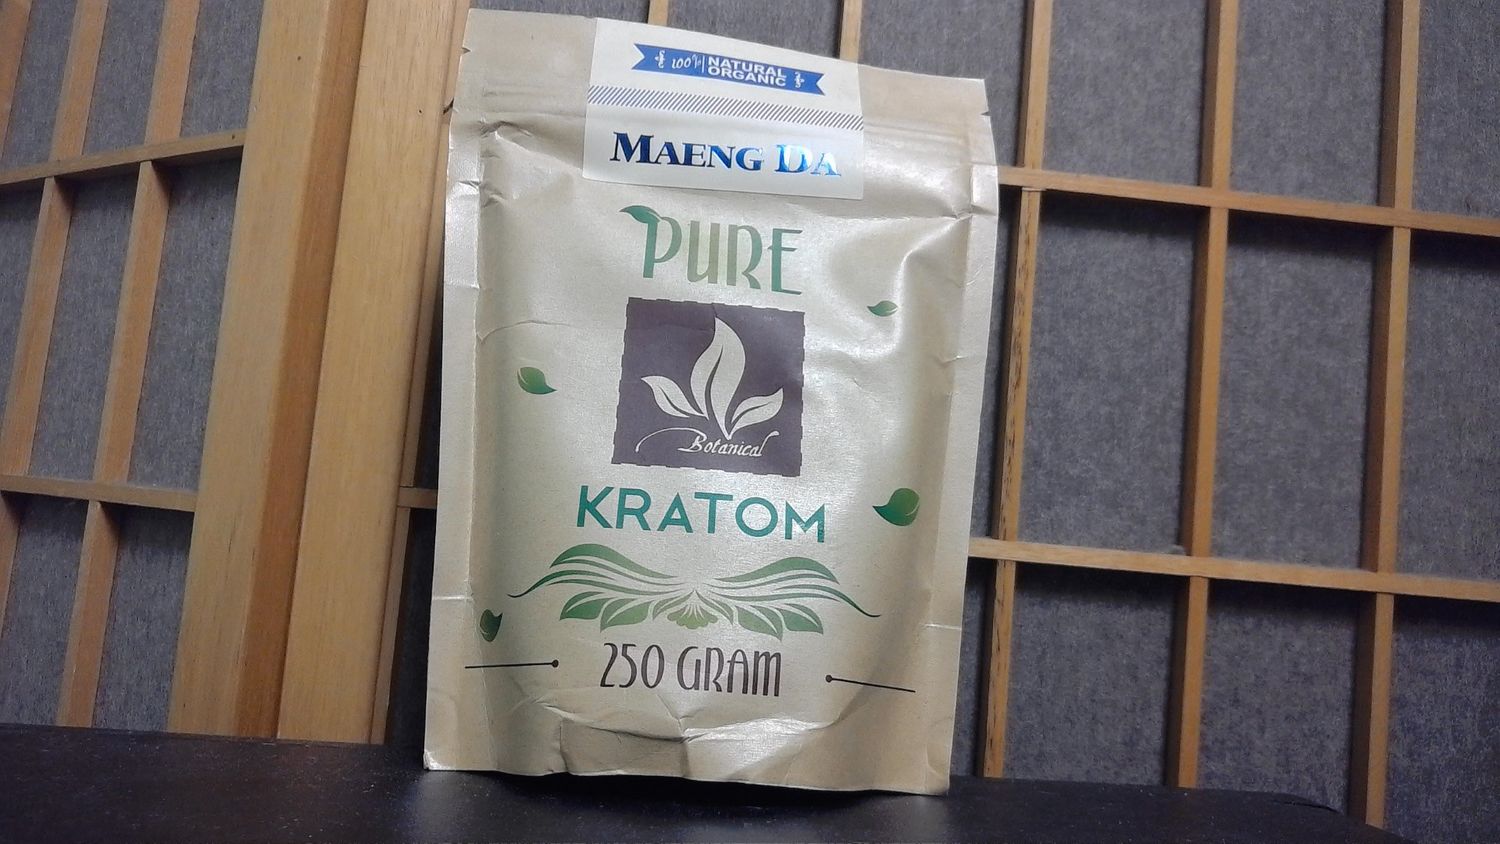 100% NATURAL
ORGANIC
MAENG DA
PURE
Botanical
KRATOM
250 GRAM